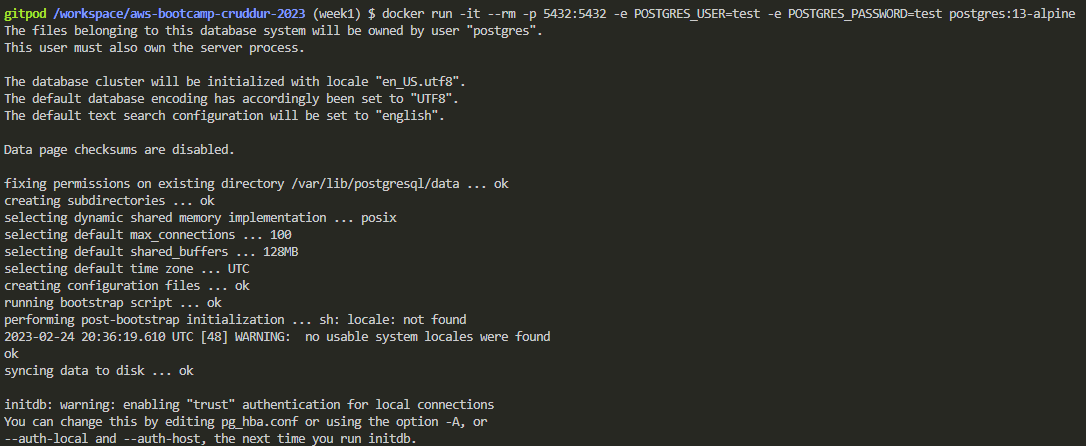 gitpod /workspace/aws-bootcamp-cruddur-2023 (week1) $ docker run -it --rm -p 5432:5432 -e POSTGRES_USER=test -e POSTGRES_PASSWORD=test postgres:13-alpine
The files belonging to this database system will be owned by user "postgres".
This user must also own the server process.

The database cluster will be initialized with locale "en_US.utf8".
The default database encoding has accordingly been set to "UTF8".
The default text search configuration will be set to "english".

Data page checksums are disabled.

fixing permissions on existing directory /var/lib/postgresql/data ... ok
creating subdirectories ... ok
selecting dynamic shared memory implementation ... posix
selecting default max_connections ... 100
selecting default shared_buffers ... 128MB
selecting default time zone ... UTC
creating configuration files ... ok
running bootstrap script ... ok
performing post-bootstrap initialization ... sh: locale: not found
2023-02-24 20:36:19.610 UTC [48] WARNING:  no usable system locales were found
ok
syncing data to disk ... ok

initdb: warning: enabling "trust" authentication for local connections
You can change this by editing pg_hba.conf or using the option -A, or
--auth-local and --auth-host, the next time you run initdb.